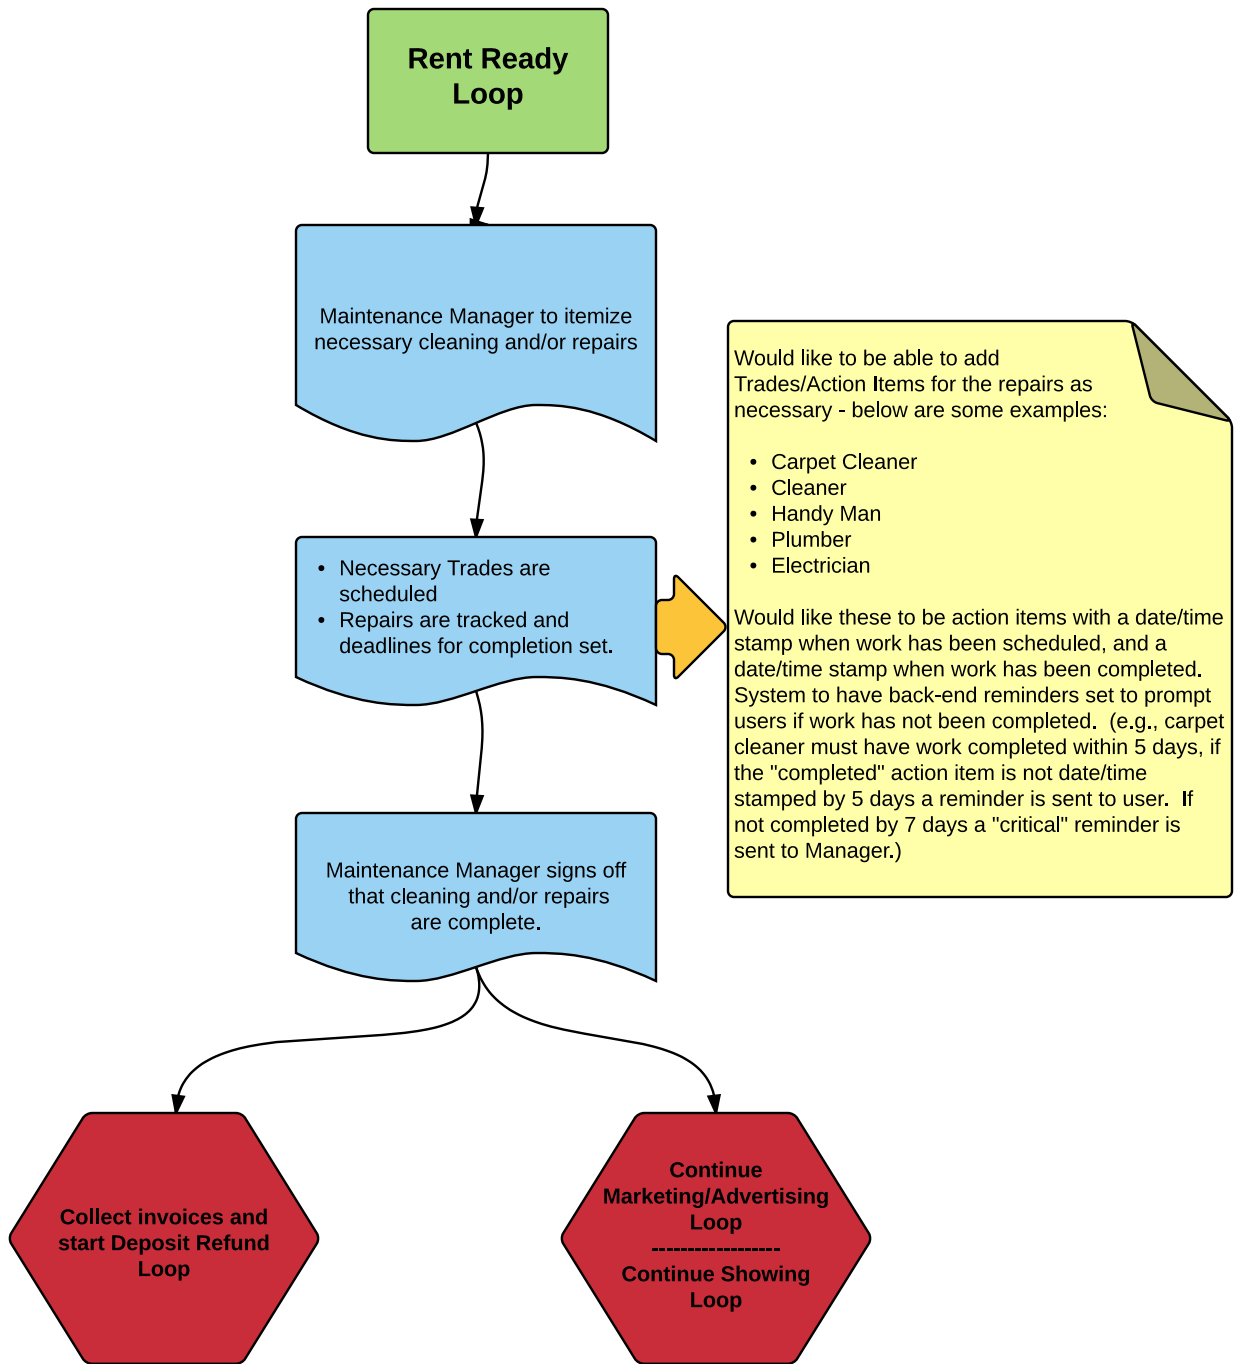 Rent Ready
Loop
Maintenance Manager to itemize
necessary cleaning and/or repairs
• Necessary Trades are
scheduled
• Repairs are tracked and
deadlines for completion set.
Would like to be able to add
Trades/Action Items for the repairs as
necessary - below are some examples:
• Carpet Cleaner
• Cleaner
• Handy Man
• Plumber
• Electrician
Would like these to be action items with a date/time
stamp when work has been scheduled, and a
date/time stamp when work has been completed.
System to have back-end reminders set to prompt
users if work has not been completed.  (e.g., carpet
cleaner must have work completed within 5 days, if
the "completed" action item is not date/time
stamped by 5 days a reminder is sent to user.  If
not completed by 7 days a "critical" reminder is
sent to Manager.)
Maintenance Manager signs off
that cleaning and/or repairs
are complete.
Collect invoices and
start Deposit Refund
Loop
Continue
Marketing/Advertising
Loop
-----------------
Continue Showing
Loop